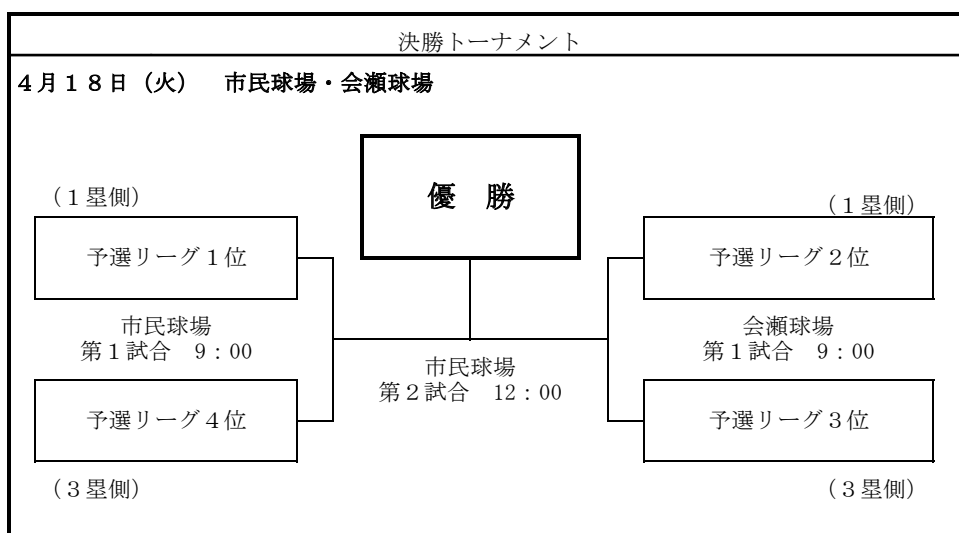 決勝トーナメント
4月18日（火）　市民球場・会瀬球場
優　勝
（1塁側）
（1塁側）
予選リーグ1位
予選リーグ2位
市民球場
第1試合　9：00
会瀬球場
第1試合　9：00
市民球場
第2試合　12：00
予選リーグ4位
予選リーグ3位
（3塁側）
（3塁側）